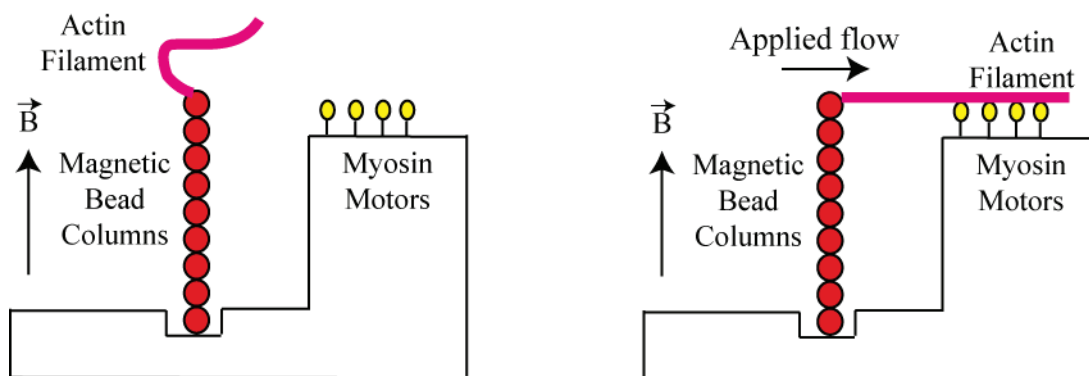 Actin
Filament
B
Magnetic
Bead
Columns
Myosin
Motors
Applied flow
Actin
Filament
B
Magnetic
Bead
Columns
Myosin
Motors